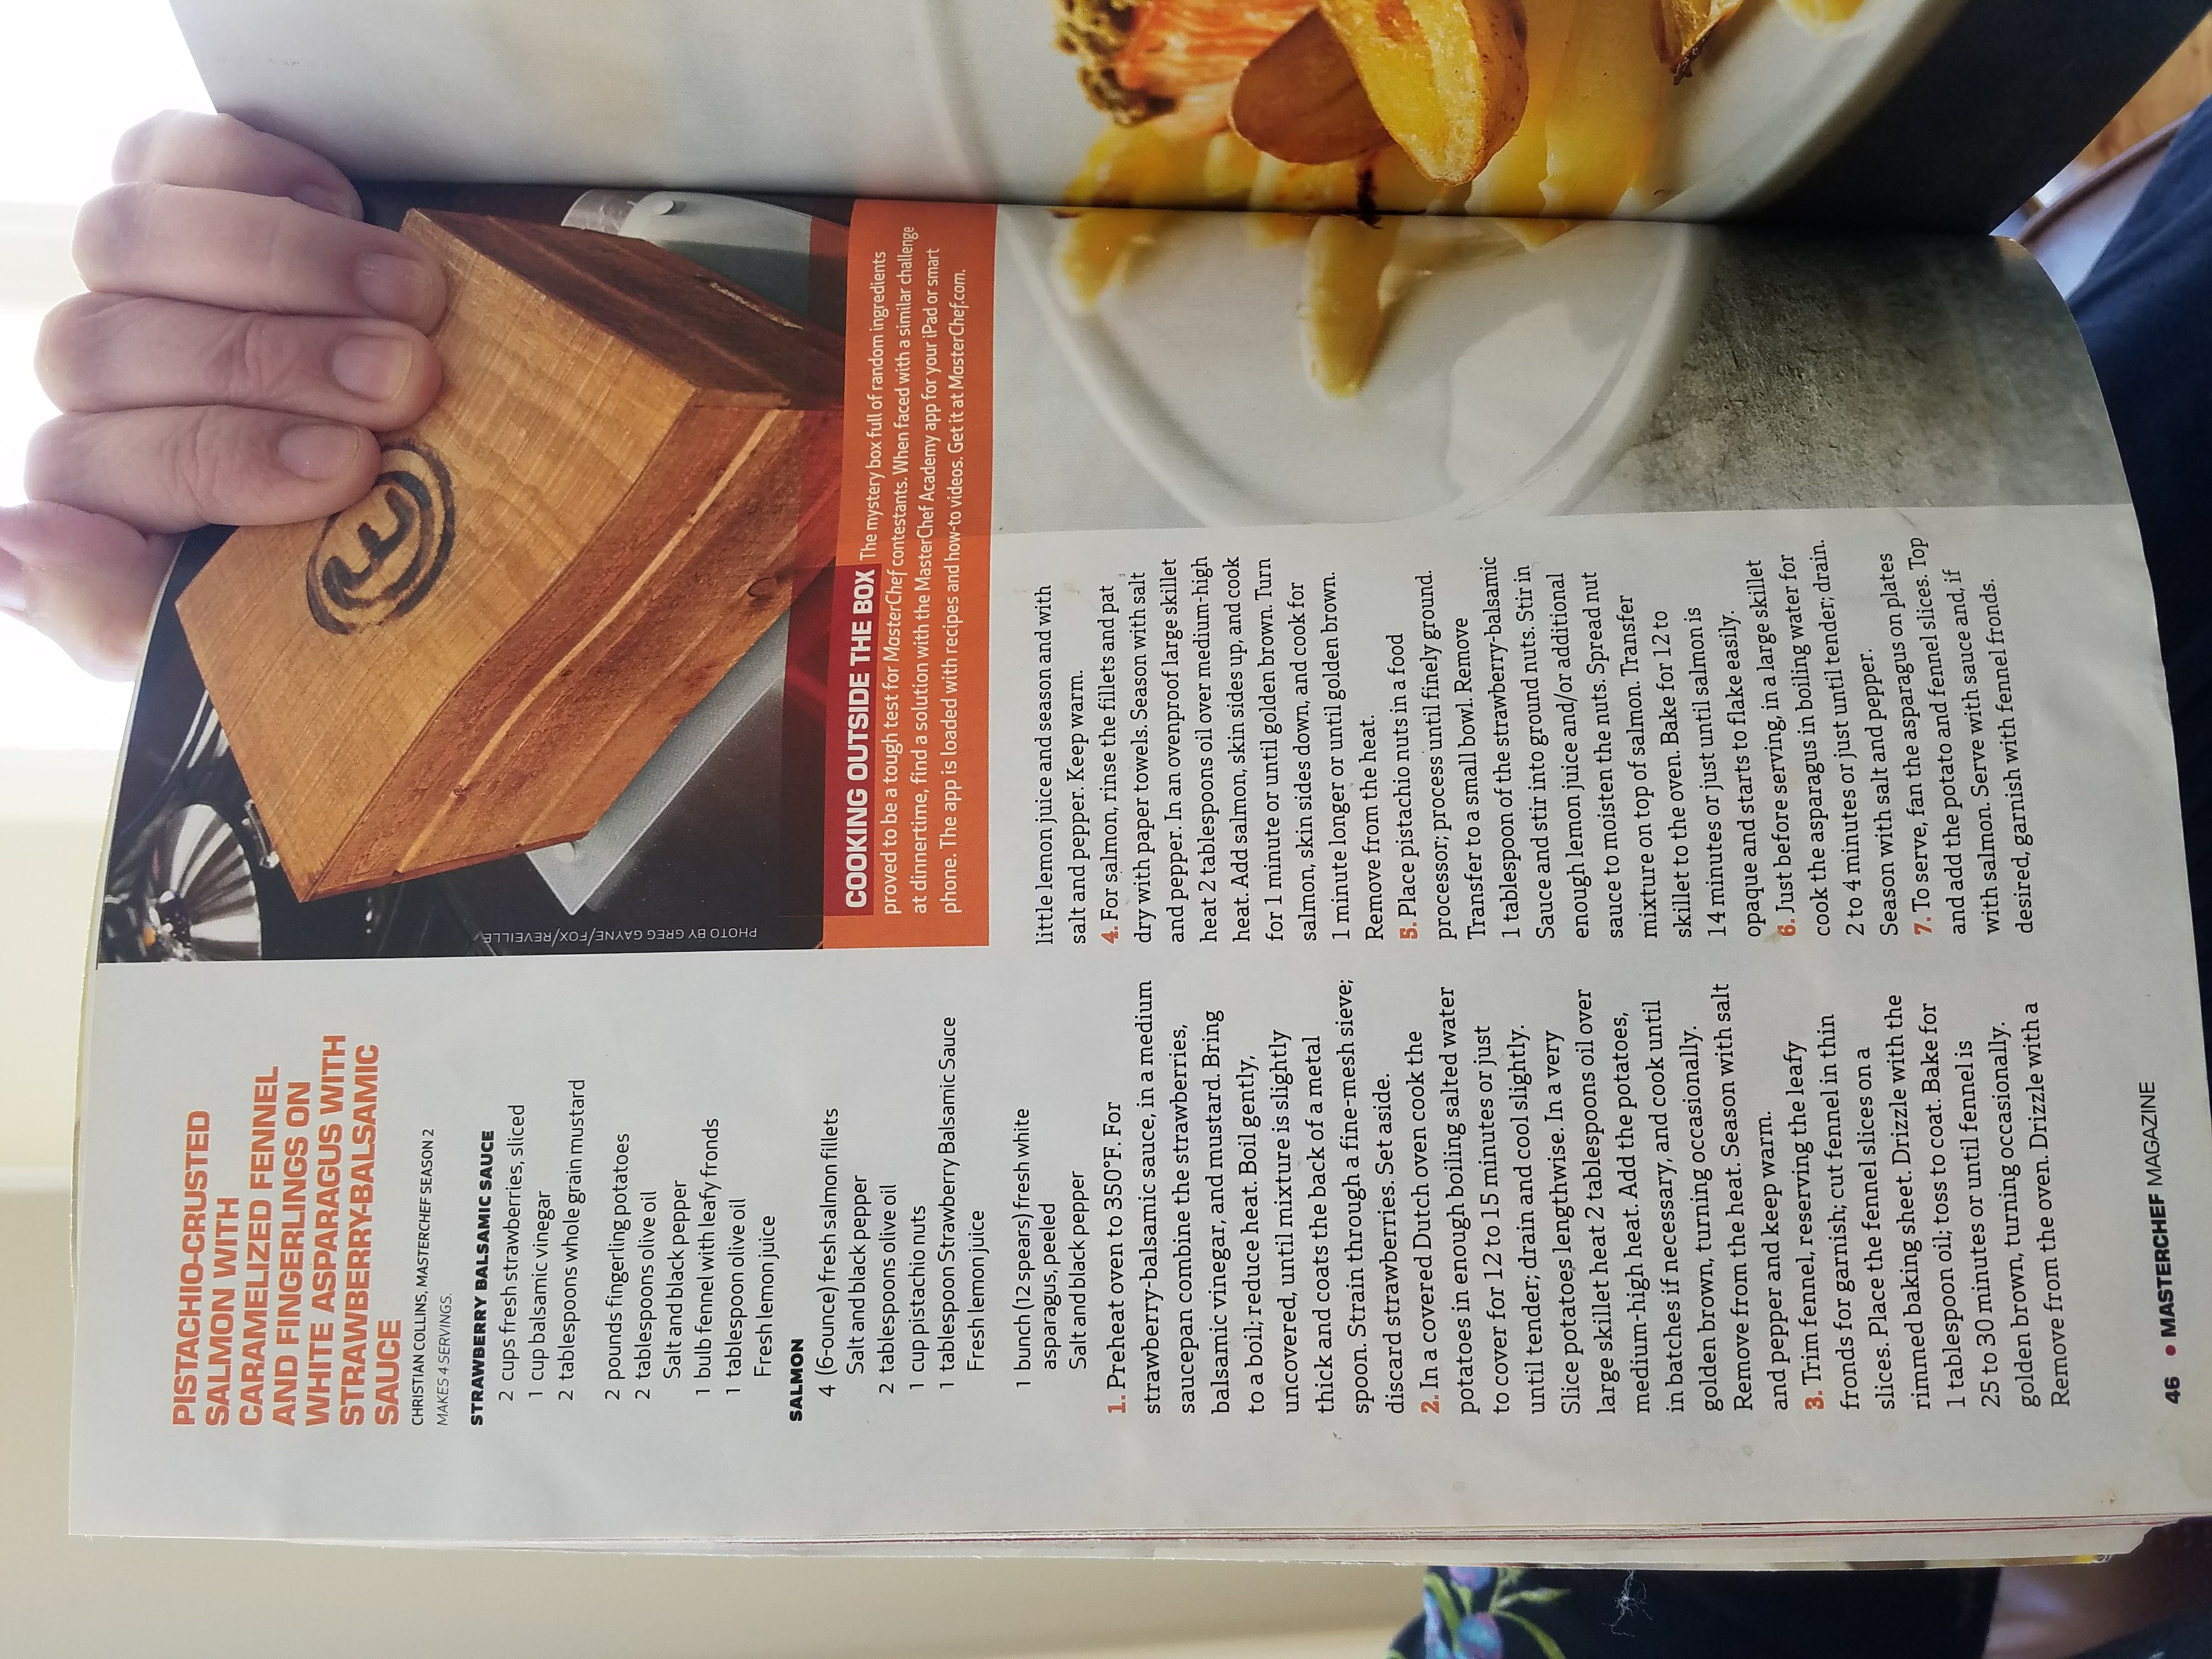 PISTACHIO-CRUSTED
SALMON WITH
CARAMELIZED FENNEL
AND FINGERLINGS ON
WHITE ASPARAGUS WITH
STRAWBERRY-BALSAMIC
SAUCE
CHRISTIAN COLLINS, MASTERCHEF SEASON 2
MAKES 4 SERVINGS.
STRAWBERRY BALSAMIC SAUCE
2 cups fresh strawberries, sliced
1 cup balsamic vinegar
2 tablespoons whole grain mustard
2 pounds fingerling potatoes
2 tablespoons olive oil
Salt and black pepper
1 bulb fennel with leafy fronds
1 tablespoon olive oil
Fresh lemon juice
SALMON
4 (6-ounce) fresh salmon fillets
Salt and black pepper
2 tablespoons olive oil
1 cup pistachio nuts
1 tablespoon Strawberry Balsamic Sauce
Fresh lemon juice
1 bunch (12 spears) fresh white
asparagus, peeled
Salt and black pepper
1. Preheat oven to 350°F. For
strawberry-balsamic sauce, in a medium
saucepan combine the strawberries,
balsamic vinegar, and mustard. Bring
to a boil; reduce heat. Boil gently,
uncovered, until mixture is slightly
thick and coats the back of a metal
spoon. Strain through a fine-mesh sieve;
discard strawberries. Set aside.
2. In a covered Dutch oven cook the
potatoes in enough boiling salted water
to cover for 12 to 15 minutes or just
until tender; drain and cool slightly.
Slice potatoes lengthwise. In a very
large skillet heat 2 tablespoons oil over
medium-high heat. Add the potatoes,
in batches if necessary, and cook until
golden brown, turning occasionally.
Remove from the heat. Season with salt
and pepper and keep warm.
3. Trim fennel, reserving the leafy
fronds for garnish; cut fennel in thin
slices. Place the fennel slices on a
rimmed baking sheet. Drizzle with the
1 tablespoon oil; toss to coat. Bake for
25 to 30 minutes or until fennel is
golden brown, turning occasionally.
Remove from the oven. Drizzle with a
PHOTO BY GREG GAYNE/FOX/REVEILLE
COOKING OUTSIDE THE BOX The mystery box full of random ingredients
proved to be a tough test for MasterChef contestants. When faced with a similar challenge
at dinnertime, find a solution with the MasterChef Academy app for your iPad or smart
phone. The app is loaded with recipes and how-to videos. Get it at MasterChef.com.
little lemon juice and season and with
salt and pepper. Keep warm.
4. For salmon, rinse the fillets and pat
dry with paper towels. Season with salt
and pepper. In an ovenproof large skillet
heat 2 tablespoons oil over medium-high
heat. Add salmon, skin sides up, and cook
for 1 minute or until golden brown. Turn
salmon, skin sides down, and cook for
1 minute longer or until golden brown.
Remove from the heat.
5. Place pistachio nuts in a food
processor; process until finely ground.
Transfer to a small bowl. Remove
1 tablespoon of the strawberry-balsamic
Sauce and stir into ground nuts. Stir in
enough lemon juice and/or additional
sauce to moisten the nuts. Spread nut
mixture on top of salmon. Transfer
skillet to the oven. Bake for 12 to
14 minutes or just until salmon is
opaque and starts to flake easily.
6. Just before serving, in a large skillet
cook the asparagus in boiling water for
2 to 4 minutes or just until tender; drain.
Season with salt and pepper.
7. To serve, fan the asparagus on plates
and add the potato and fennel slices. Top
with salmon. Serve with sauce and, if
desired, garnish with fennel fronds.
46 • MASTERCHEF MAGAZINE